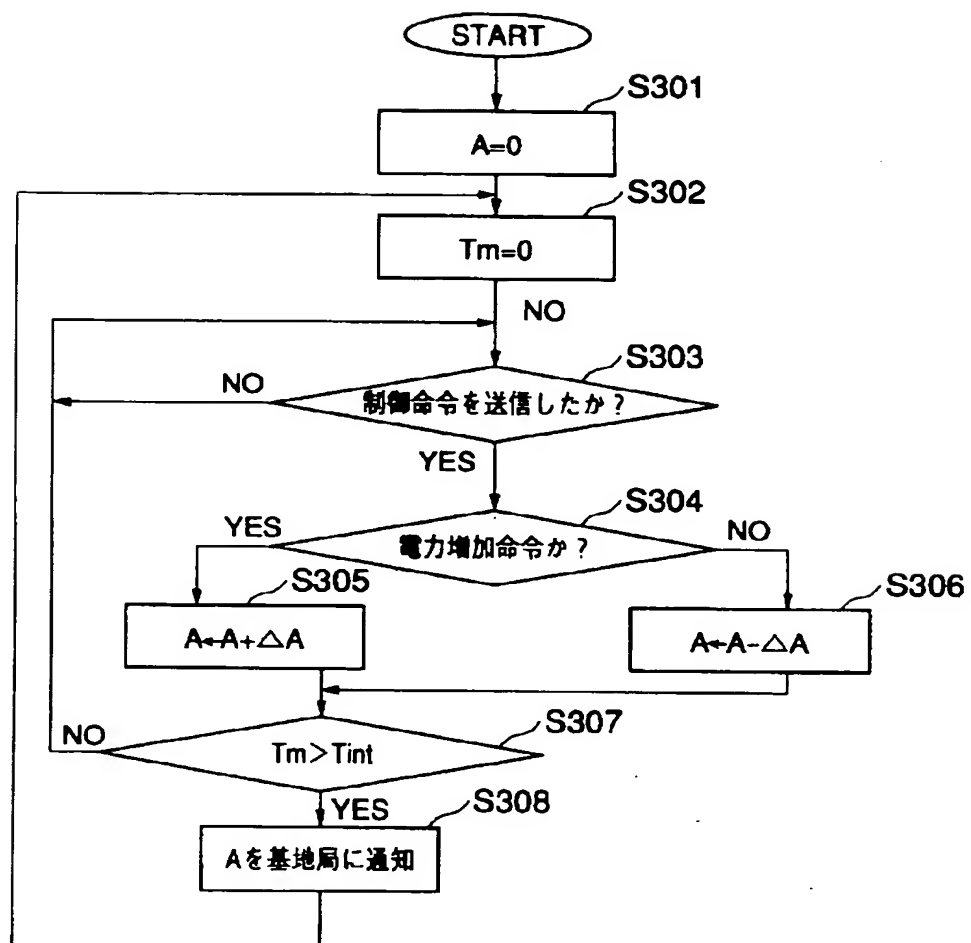 START
S301
A=0
S302
Tm=0
NO
S303
NO
制御命令を送信したか?
YES
S304
YES
電力増加命令か?
NO
S305
A←A+△A
S306
A←A-△A
S307
NO
Tm>Tint
YES
S308
Aを基地局に通知